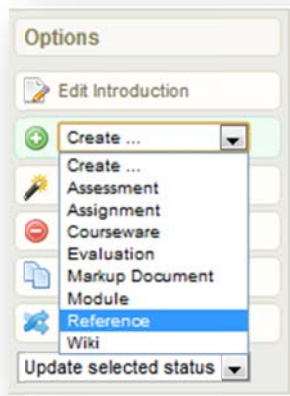 Options
Edit Introduction
Create ...
Create ...
Assessment
Assignment
Courseware
Evaluation
Markup Document
Module
Reference
Wiki
Update selected status